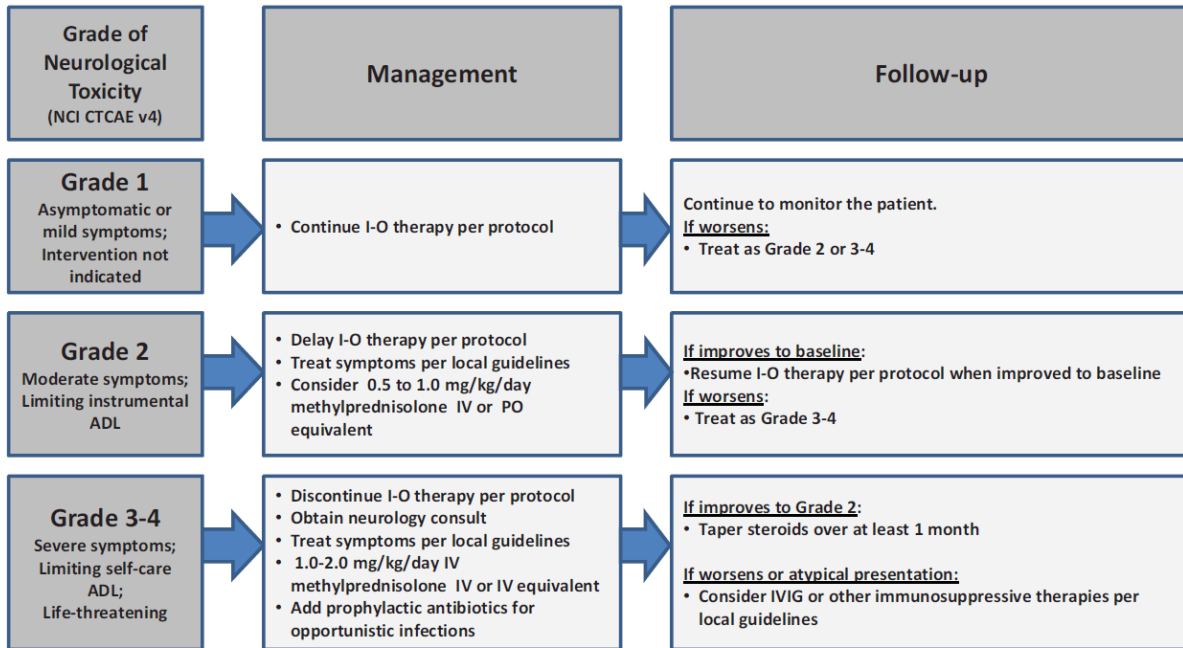 Grade of
Neurological
Toxicity
(NCI CTCAE v4)
Management
Follow-up
Grade 1
Asymptomatic or
mild symptoms;
Intervention not
indicated
• Continue I-O therapy per protocol
Continue to monitor the patient.
If worsens:
• Treat as Grade 2 or 3-4
Grade 2
Moderate symptoms;
Limiting instrumental
ADL
• Delay I-O therapy per protocol
• Treat symptoms per local guidelines
• Consider 0.5 to 1.0 mg/kg/day
methylprednisolone IV or PO
equivalent
If improves to baseline:
•Resume I-O therapy per protocol when improved to baseline
If worsens:
• Treat as Grade 3-4
Grade 3-4
Severe symptoms;
Limiting self-care
ADL;
Life-threatening
• Discontinue I-O therapy per protocol
• Obtain neurology consult
• Treat symptoms per local guidelines
• 1.0-2.0 mg/kg/day IV
methylprednisolone IV or IV equivalent
• Add prophylactic antibiotics for
opportunistic infections
If improves to Grade 2:
• Taper steroids over at least 1 month
If worsens or atypical presentation:
• Consider IVIG or other immunosuppressive therapies per
local guidelines